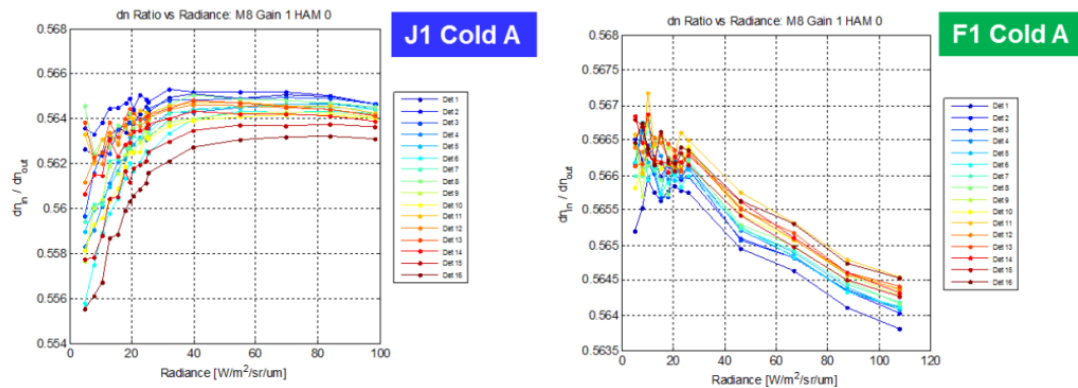 dn Ratio vs Radiance: M8 Gain 1 HAM 0
J1 Cold A
0.568
0.566
0.564
0.562
0.56
0.558
0.556
0.554
dn_in / dn_out
0 20 40 60 80 100
Radiance [W/m²/sr/um]
Det 1
Det 2
Det 3
Det 4
Det 5
Det 6
Det 7
Det 8
Det 9
Det 10
Det 11
Det 12
Det 13
Det 14
Det 15
Det 16
dn Ratio vs Radiance: M8 Gain 1 HAM 0
F1 Cold A
0.568
0.5675
0.567
0.5665
0.566
0.5655
0.565
0.5645
0.564
0.5635
dn_in / dn_out
0 20 40 60 80 100 120
Radiance [W/m²/sr/um]
Det 1
Det 2
Det 3
Det 4
Det 5
Det 6
Det 7
Det 8
Det 9
Det 10
Det 11
Det 12
Det 13
Det 14
Det 15
Det 16